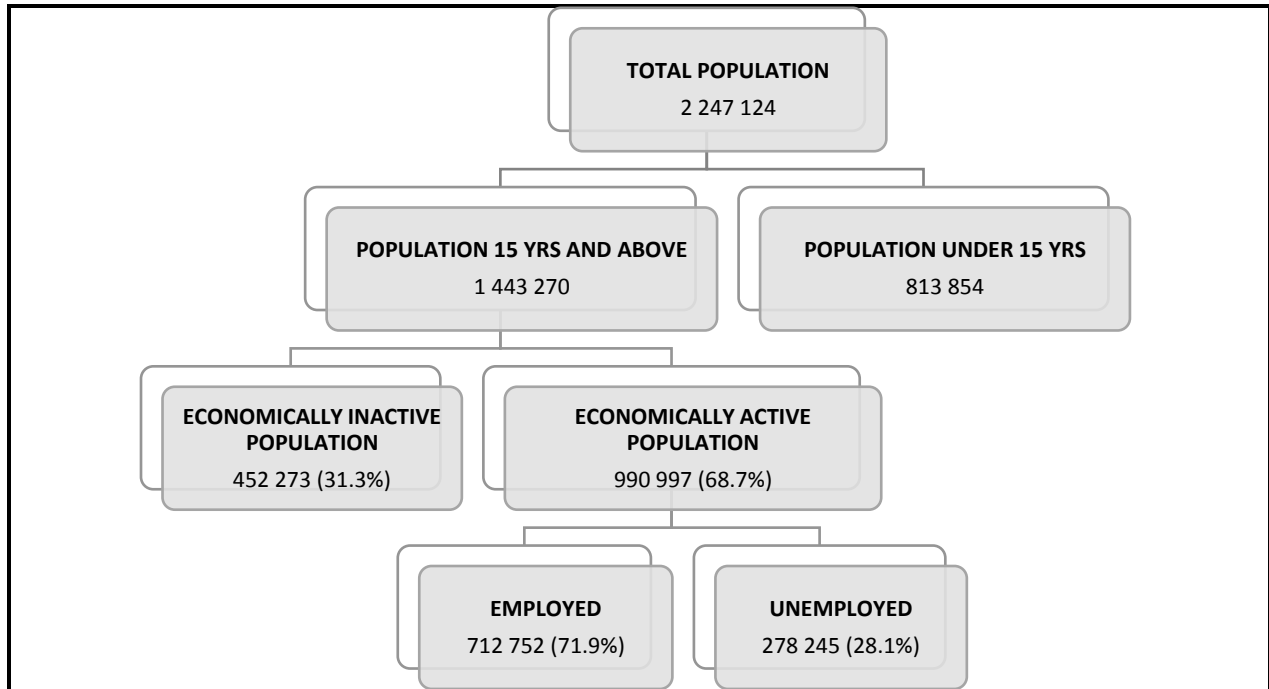 TOTAL POPULATION
2 247 124
POPULATION 15 YRS AND ABOVE
1 443 270
POPULATION UNDER 15 YRS
813 854
ECONOMICALLY INACTIVE
POPULATION
452 273 (31.3%)
ECONOMICALLY ACTIVE
POPULATION
990 997 (68.7%)
EMPLOYED
712 752 (71.9%)
UNEMPLOYED
278 245 (28.1%)